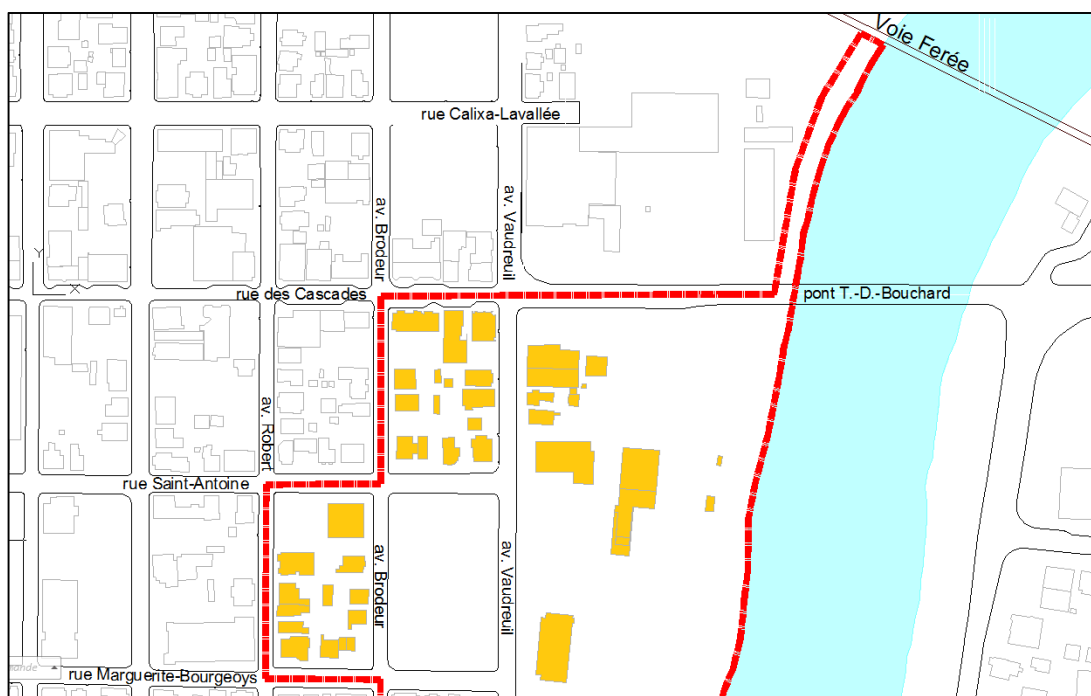 Voie Ferée
rue Calixa-Lavallée
av. Brodeur
av. Vaudreuil
Y
X
rue des Cascades
pont T.-D.-Bouchard
av. Robert
rue Saint-Antoine
av. Brodeur
av. Vaudreuil
rue Marguerite-Bourgeoys